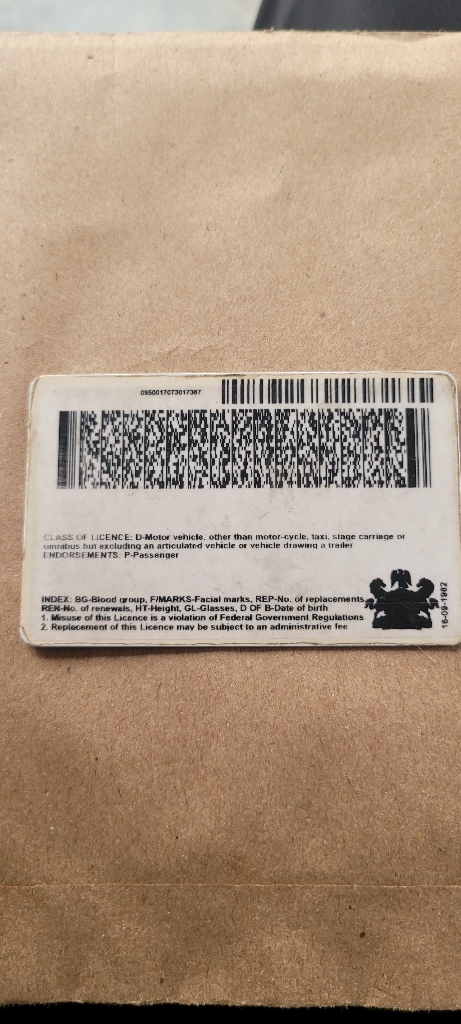 0950017073017367
CLASS OF LICENCE: D-Motor vehicle, other than motor-cycle, taxi, stage carriage or
omnibus but excluding an articulated vehicle or vehicle drawing a trailer
ENDORSEMENTS: P-Passenger
INDEX: BG-Blood group, F/MARKS-Facial marks, REP-No. of replacements
REN-No. of renewals, HT-Height, GL-Glasses, D OF B-Date of birth
1. Misuse of this Licence is a violation of Federal Government Regulations
2. Replacement of this Licence may be subject to an administrative fee
16-09-1982